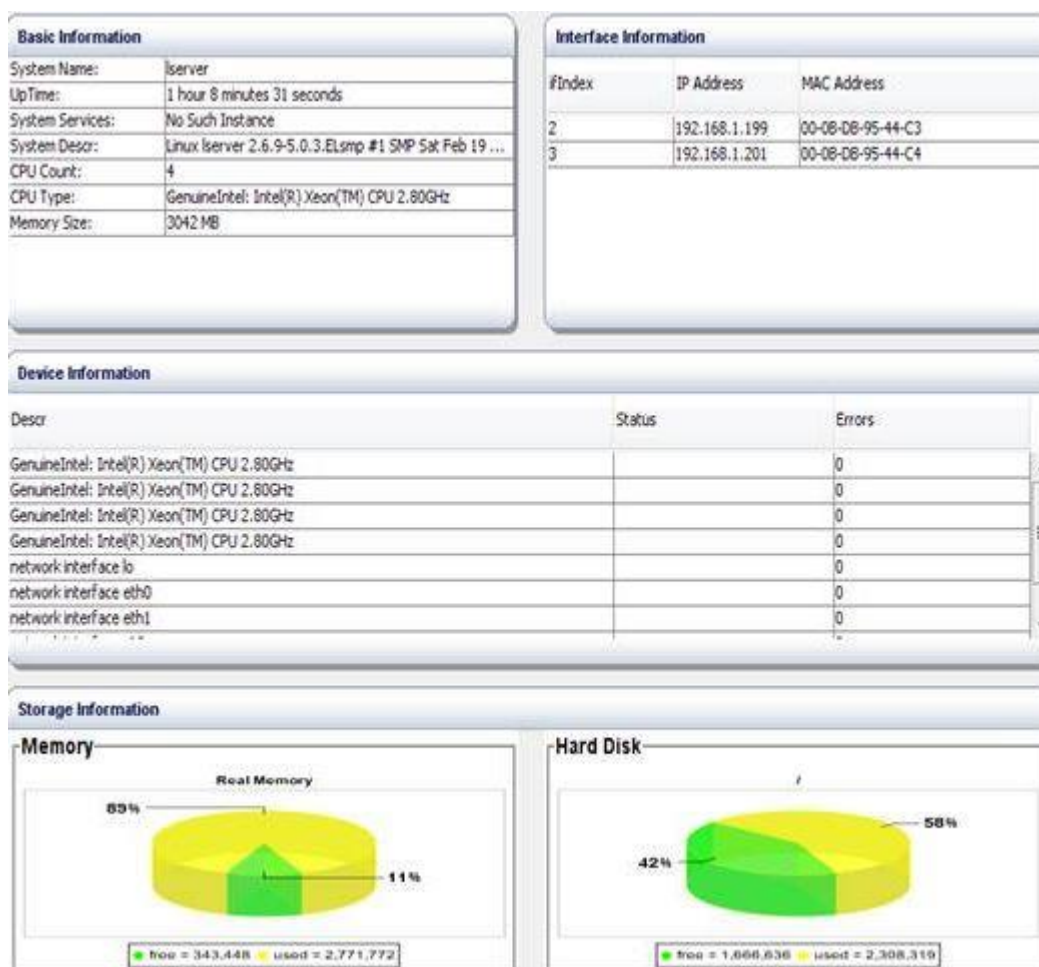 Basic Information
System Name: lserver
UpTime: 1 hour 8 minutes 31 seconds
System Services: No Such Instance
System Descr: Linux lserver 2.6.9-5.0.3.ELsmp #1 SMP Sat Feb 19 ...
CPU Count: 4
CPU Type: GenuineIntel: Intel(R) Xeon(TM) CPU 2.80GHz
Memory Size: 3042 MB
Interface Information
ifIndex IP Address MAC Address
2 192.168.1.199 00-0B-DB-95-44-C3
3 192.168.1.201 00-0B-DB-95-44-C4
Device Information
Descr Status Errors
GenuineIntel: Intel(R) Xeon(TM) CPU 2.80GHz 0
GenuineIntel: Intel(R) Xeon(TM) CPU 2.80GHz 0
GenuineIntel: Intel(R) Xeon(TM) CPU 2.80GHz 0
GenuineIntel: Intel(R) Xeon(TM) CPU 2.80GHz 0
network interface lo 0
network interface eth0 0
network interface eth1 0
Storage Information
Memory
Real Memory
89%
11%
free = 343,448 used = 2,771,772
Hard Disk
/
58%
42%
free = 1,666,636 used = 2,308,319